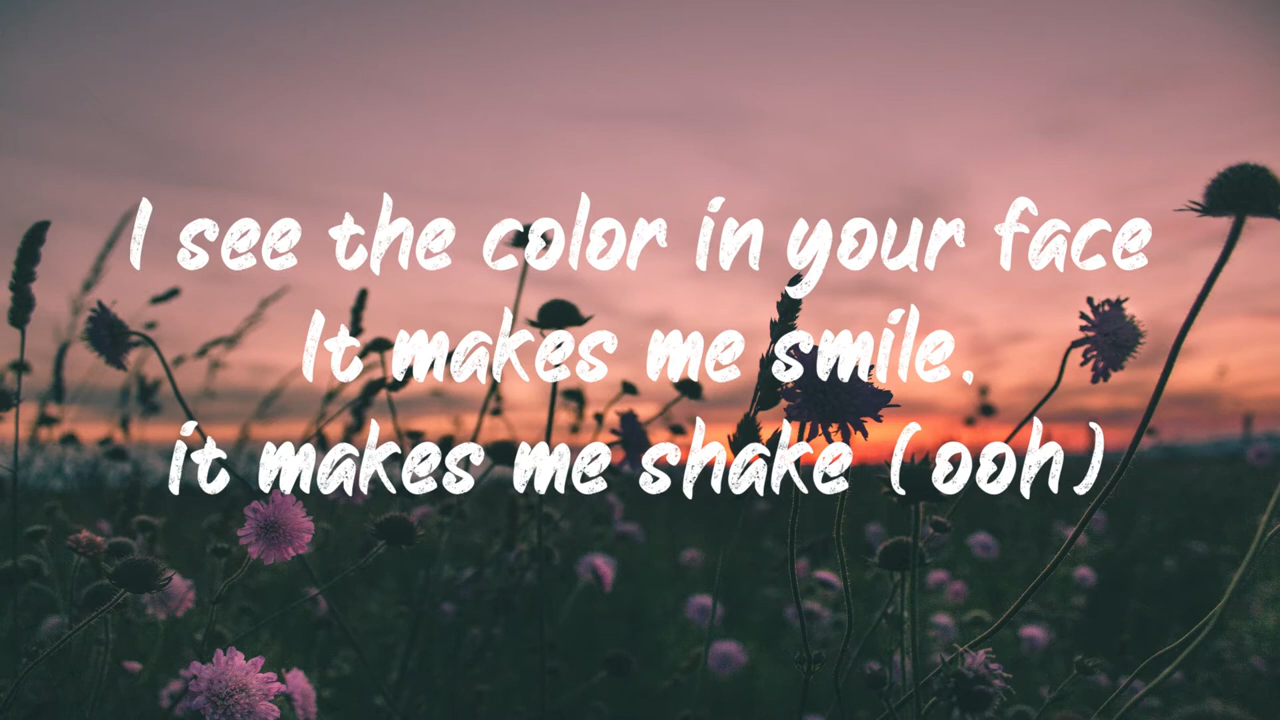 I see the color in your face
It makes me smile,
it makes me shake (ooh)